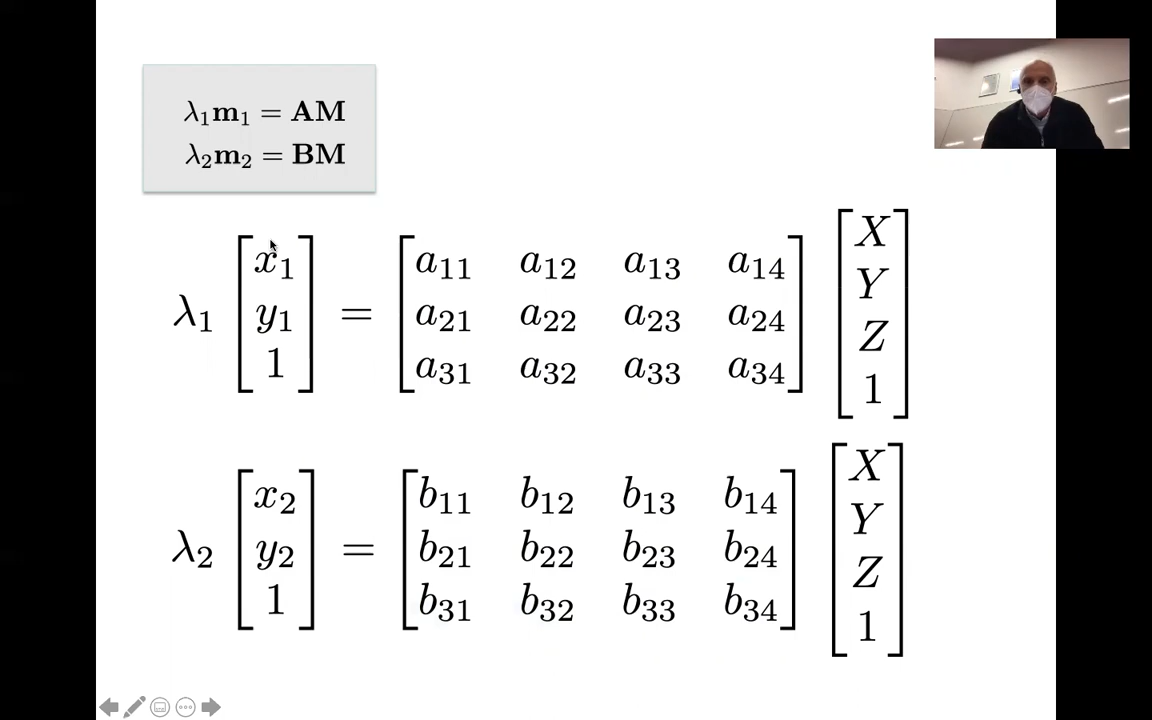 λ₁m₁ = AM
λ₂m₂ = BM
λ₁ [x₁ y₁ 1] = [a₁₁ a₁₂ a₁₃ a₁₄; a₂₁ a₂₂ a₂₃ a₂₄; a₃₁ a₃₂ a₃₃ a₃₄] [X Y Z 1]
λ₂ [x₂ y₂ 1] = [b₁₁ b₁₂ b₁₃ b₁₄; b₂₁ b₂₂ b₂₃ b₂₄; b₃₁ b₃₂ b₃₃ b₃₄] [X Y Z 1]